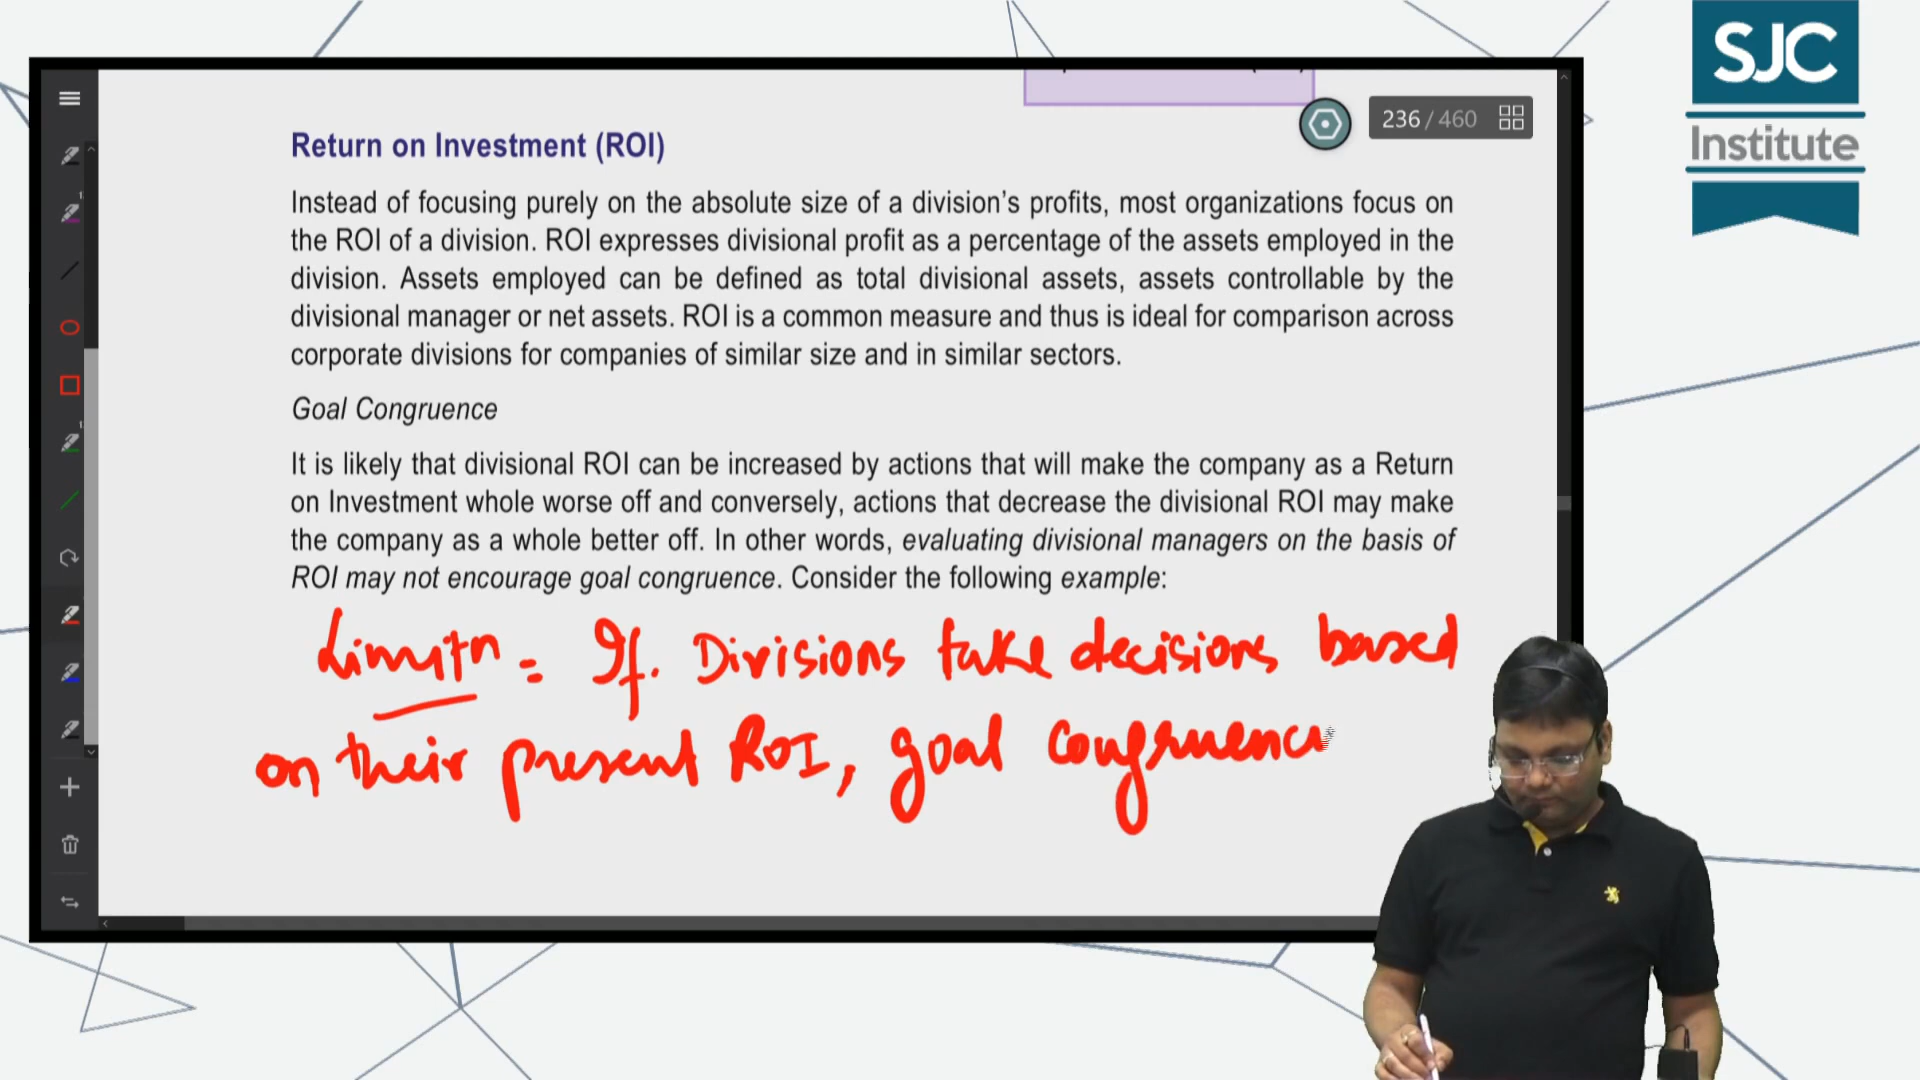 SJC
Institute
236 / 460
Return on Investment (ROI)
Instead of focusing purely on the absolute size of a division's profits, most organizations focus on
the ROI of a division. ROI expresses divisional profit as a percentage of the assets employed in the
division. Assets employed can be defined as total divisional assets, assets controllable by the
divisional manager or net assets. ROI is a common measure and thus is ideal for comparison across
corporate divisions for companies of similar size and in similar sectors.
Goal Congruence
It is likely that divisional ROI can be increased by actions that will make the company as a Return
on Investment whole worse off and conversely, actions that decrease the divisional ROI may make
the company as a whole better off. In other words, evaluating divisional managers on the basis of
ROI may not encourage goal congruence. Consider the following example:
Limitn = If. Divisions take decisions based
on their present ROI, goal congruenc